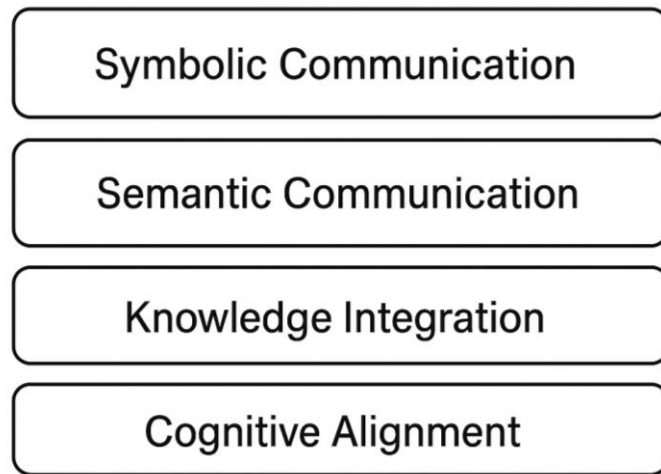 Symbolic Communication
Semantic Communication
Knowledge Integration
Cognitive Alignment